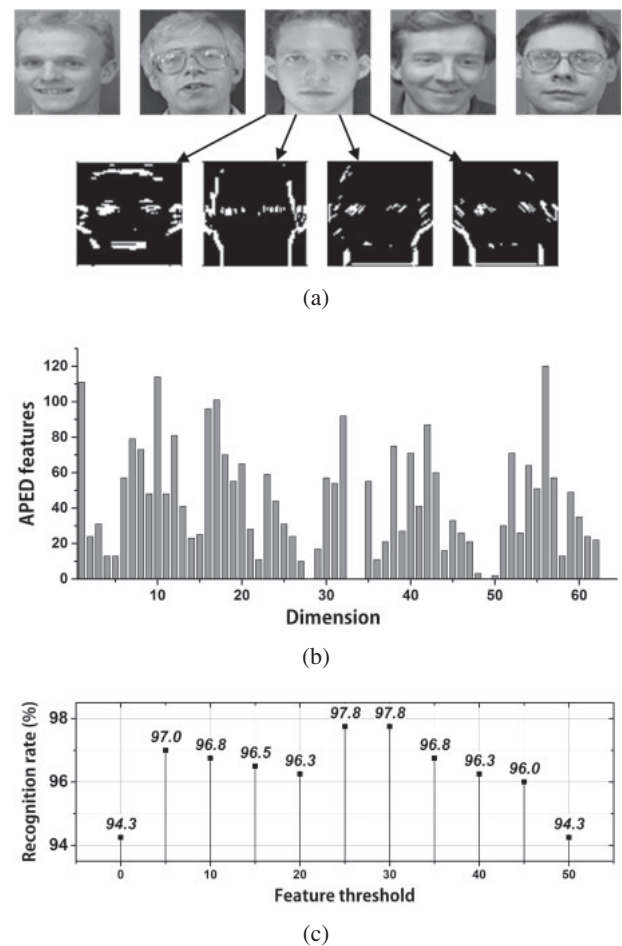 (a)
120
100
80
60
40
20
0
APED features
10 20 30 40 50 60
Dimension
(b)
Recognition rate (%)
98
96
94
94.3 97.0 96.8 96.5 96.3 97.8 97.8 96.8 96.3 96.0 94.3
0 10 20 30 40 50
Feature threshold
(c)